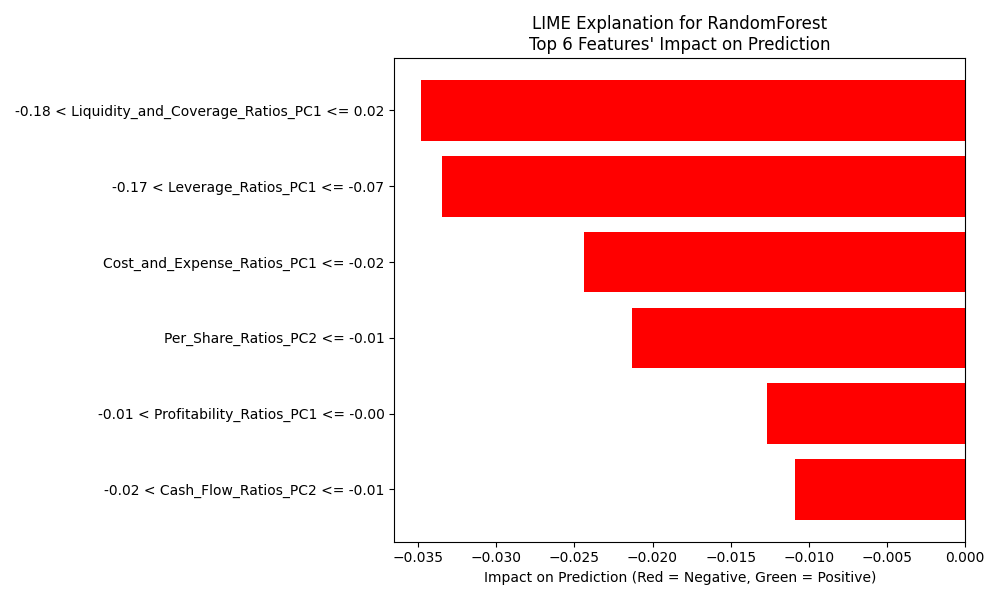 LIME Explanation for RandomForest
Top 6 Features' Impact on Prediction
-0.18 < Liquidity_and_Coverage_Ratios_PC1 <= 0.02
-0.17 < Leverage_Ratios_PC1 <= -0.07
Cost_and_Expense_Ratios_PC1 <= -0.02
Per_Share_Ratios_PC2 <= -0.01
-0.01 < Profitability_Ratios_PC1 <= -0.00
-0.02 < Cash_Flow_Ratios_PC2 <= -0.01
−0.035 −0.030 −0.025 −0.020 −0.015 −0.010 −0.005 0.000
Impact on Prediction (Red = Negative, Green = Positive)